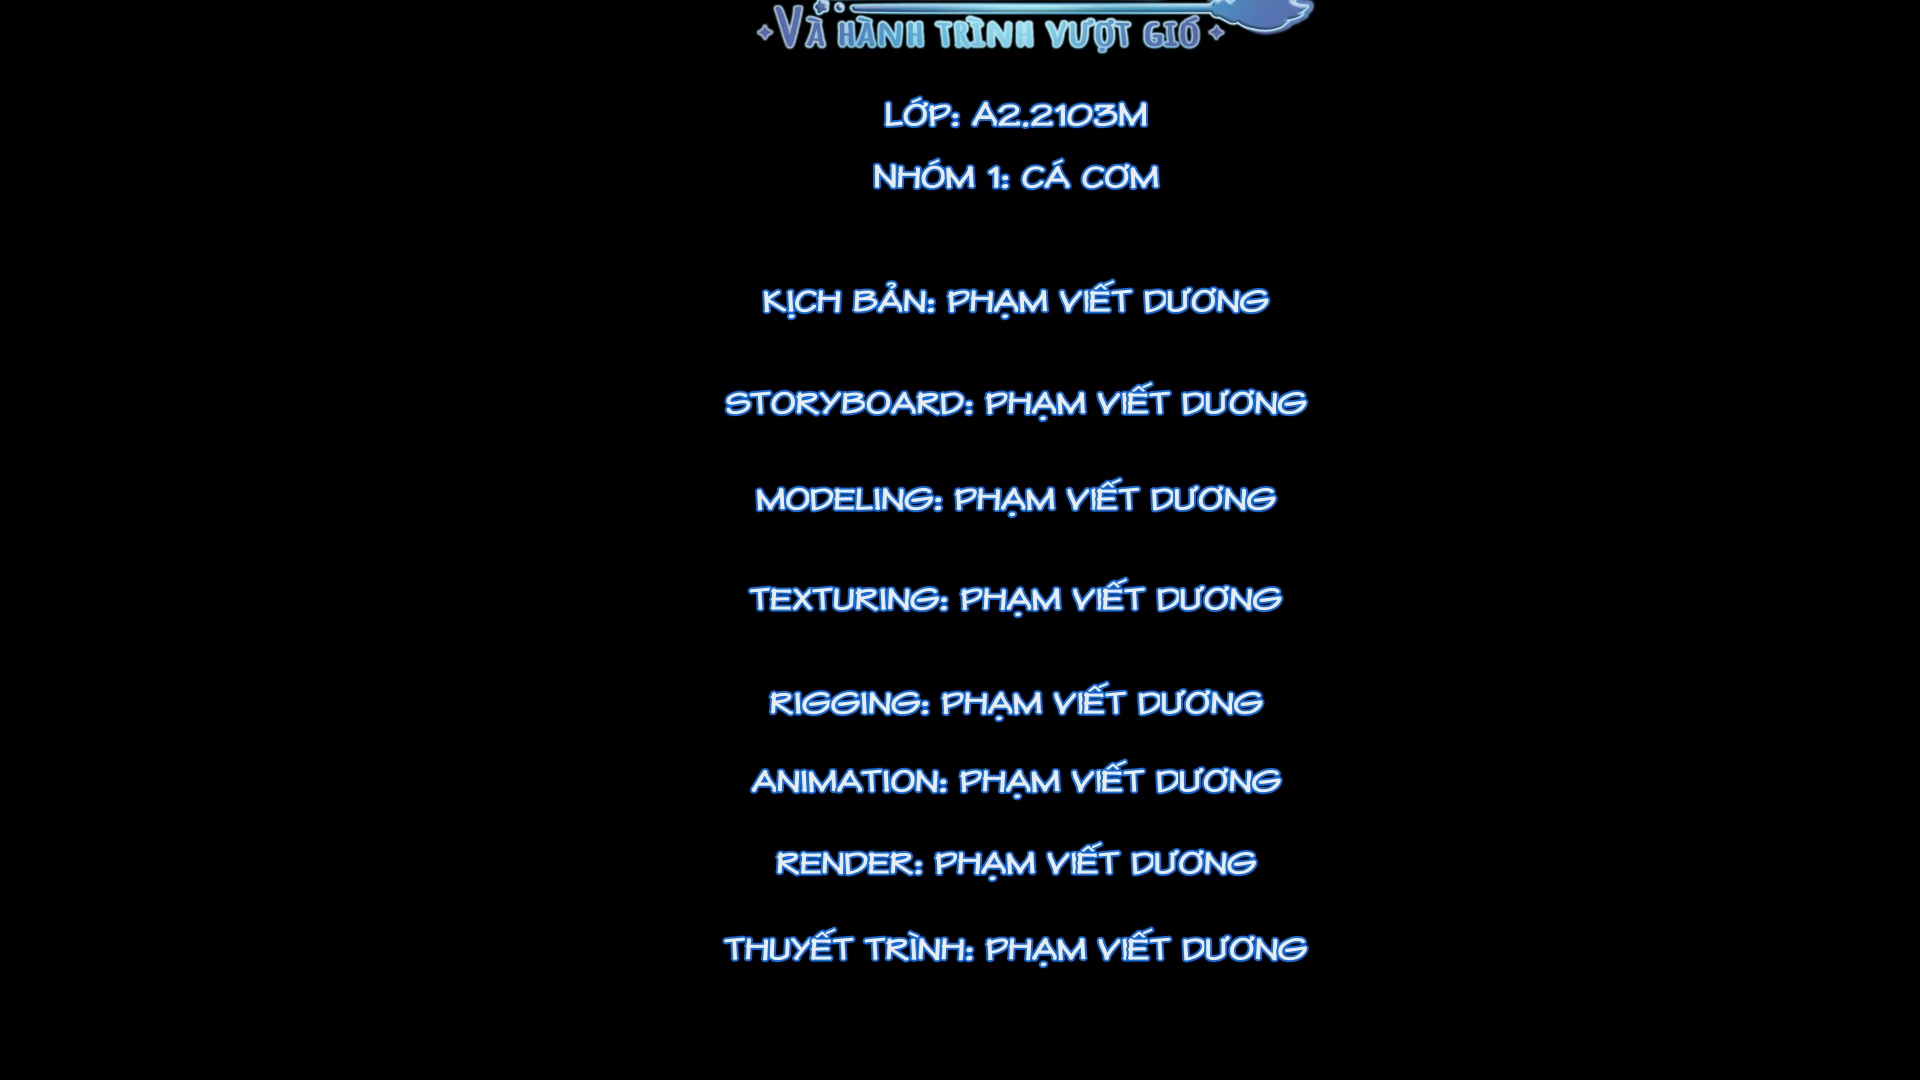 VÀ HÀNH TRÌNH VƯỢT GIÓ
LỚP: A2.2103M
NHÓM 1: CÁ CƠM
KỊCH BẢN: PHẠM VIẾT DƯƠNG
STORYBOARD: PHẠM VIẾT DƯƠNG
MODELING: PHẠM VIẾT DƯƠNG
TEXTURING: PHẠM VIẾT DƯƠNG
RIGGING: PHẠM VIẾT DƯƠNG
ANIMATION: PHẠM VIẾT DƯƠNG
RENDER: PHẠM VIẾT DƯƠNG
THUYẾT TRÌNH: PHẠM VIẾT DƯƠNG